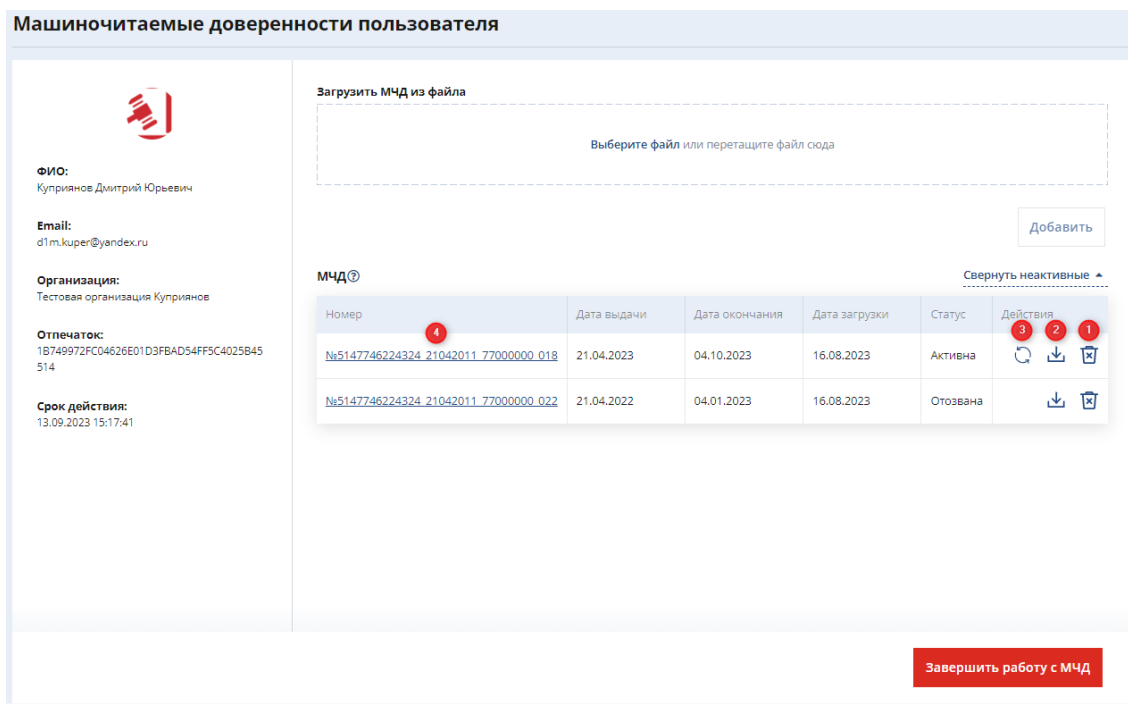 Машиночитаемые доверенности пользователя
ФИО:
Куприянов Дмитрий Юрьевич
Email:
d1m.kuper@yandex.ru
Организация:
Тестовая организация Куприянов
Отпечаток:
1B749972FC04626E01D3FBAD54FF5C4025B45
514
Срок действия:
13.09.2023 15:17:41
Загрузить МЧД из файла
Выберите файл или перетащите файл сюда
Добавить
МЧД ?
Свернуть неактивные
Номер Дата выдачи Дата окончания Дата загрузки Статус Действия
4 3 2 1
№5147746224324_21042011_77000000_018 21.04.2023 04.10.2023 16.08.2023 Активна
№5147746224324_21042011_77000000_022 21.04.2022 04.01.2023 16.08.2023 Отозвана
Завершить работу с МЧД